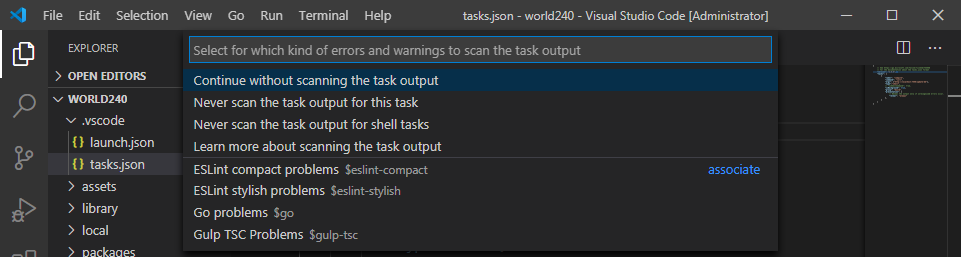 File Edit Selection View Go Run Terminal Help tasks.json - world240 - Visual Studio Code [Administrator]
EXPLORER
OPEN EDITORS
WORLD240
.vscode
{} launch.json
{} tasks.json
assets
library
local
packages
Select for which kind of errors and warnings to scan the task output
Continue without scanning the task output
Never scan the task output for this task
Never scan the task output for shell tasks
Learn more about scanning the task output
ESLint compact problems $eslint-compact associate
ESLint stylish problems $eslint-stylish
Go problems $go
Gulp TSC Problems $gulp-tsc